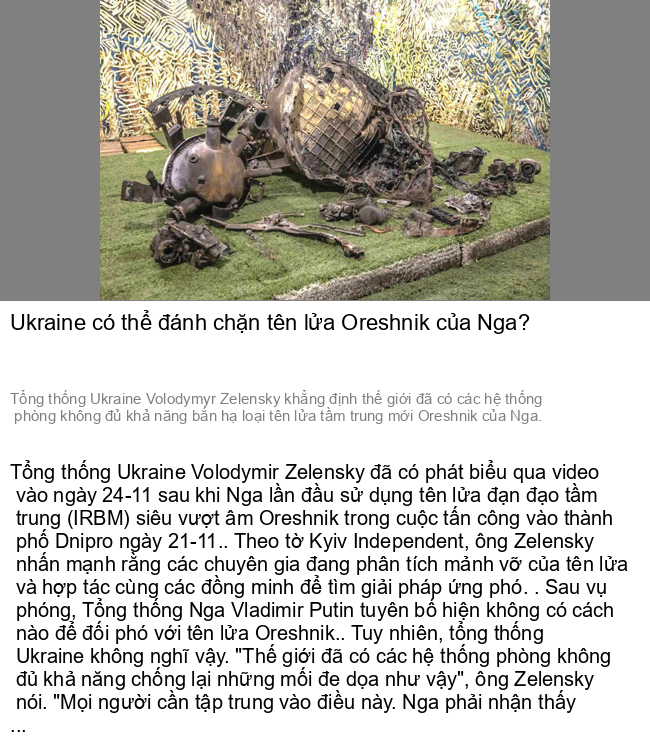 Ukraine có thể đánh chặn tên lửa Oreshnik của Nga?
Tổng thống Ukraine Volodymyr Zelensky khẳng định thế giới đã có các hệ thống
phòng không đủ khả năng bắn hạ loại tên lửa tầm trung mới Oreshnik của Nga.
Tổng thống Ukraine Volodymir Zelensky đã có phát biểu qua video
vào ngày 24-11 sau khi Nga lần đầu sử dụng tên lửa đạn đạo tầm
trung (IRBM) siêu vượt âm Oreshnik trong cuộc tấn công vào thành
phố Dnipro ngày 21-11.. Theo tờ Kyiv Independent, ông Zelensky
nhấn mạnh rằng các chuyên gia đang phân tích mảnh vỡ của tên lửa
và hợp tác cùng các đồng minh để tìm giải pháp ứng phó. . Sau vụ
phóng, Tổng thống Nga Vladimir Putin tuyên bố hiện không có cách
nào để đối phó với tên lửa Oreshnik.. Tuy nhiên, tổng thống
Ukraine không nghĩ vậy. "Thế giới đã có các hệ thống phòng không
đủ khả năng chống lại những mối đe dọa như vậy", ông Zelensky
nói. "Mọi người cần tập trung vào điều này. Nga phải nhận thấy
...